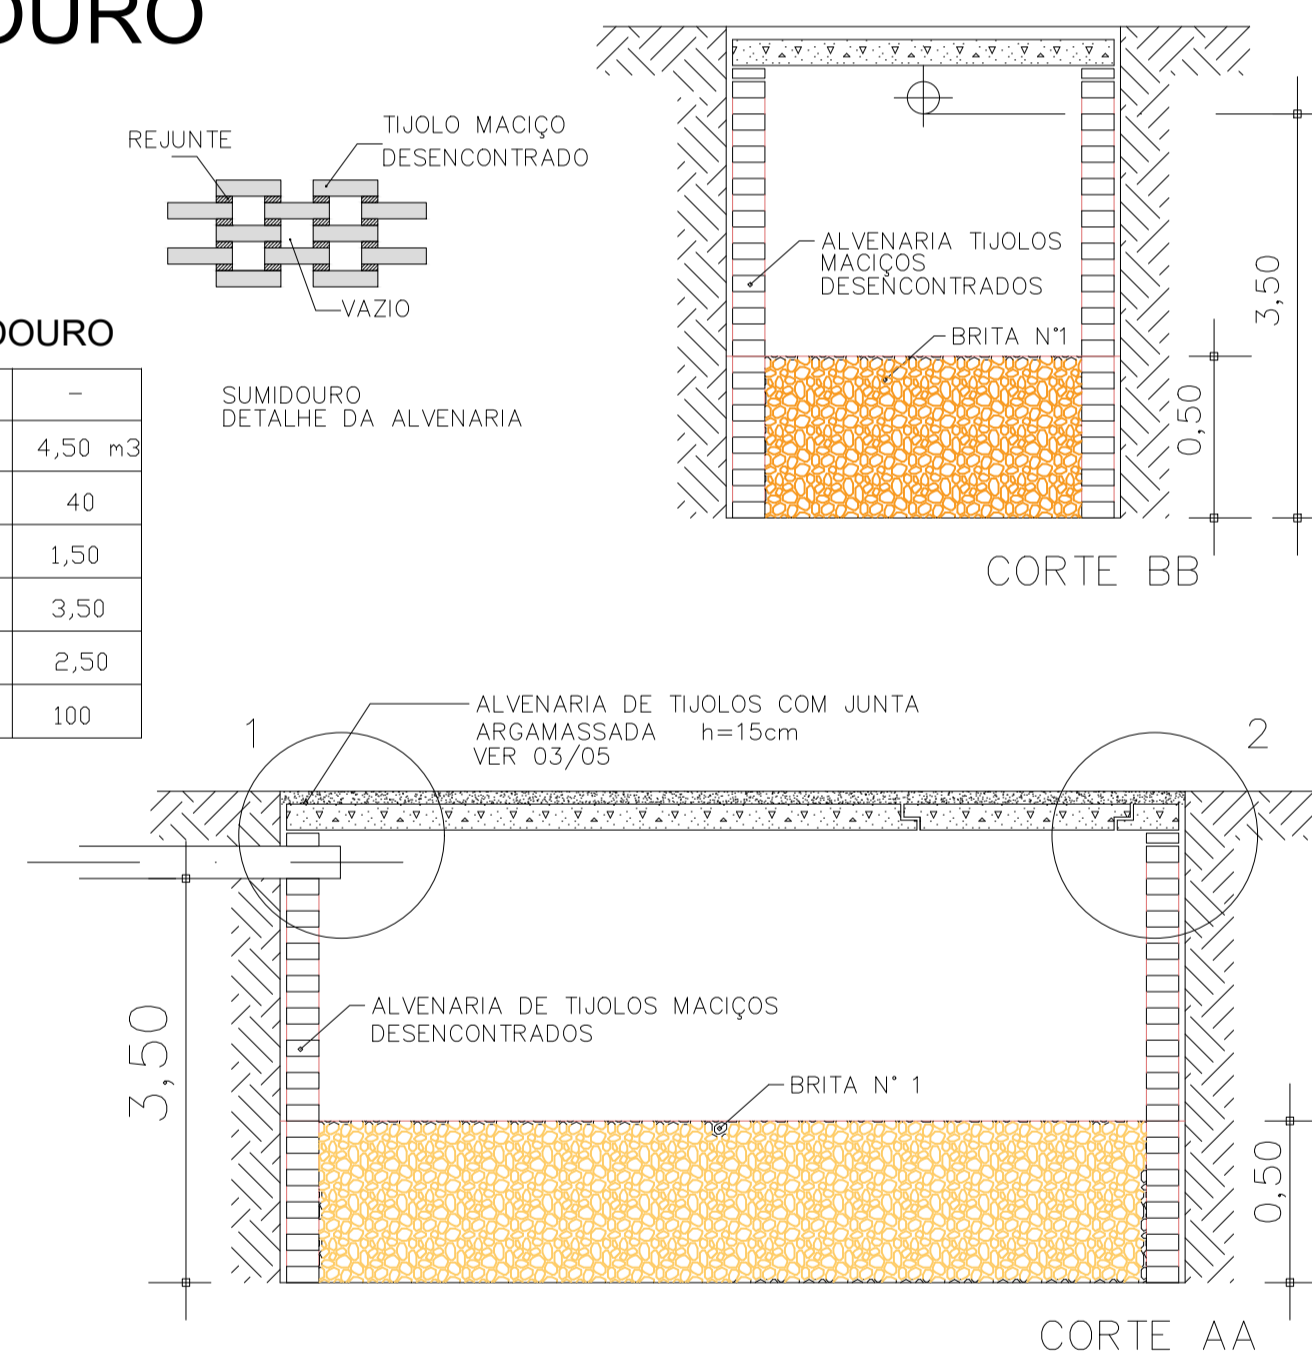 OURO
REJUNTE
TIJOLO MACIÇO
DESENCONTRADO
VAZIO
SUMIDOURO
DETALHE DA ALVENARIA
DOURO
-
4,50 m3
40
1,50
3,50
2,50
100
ALVENARIA TIJOLOS
MACIÇOS
DESENCONTRADOS
BRITA N°1
3,50
0,50
CORTE BB
ALVENARIA DE TIJOLOS COM JUNTA
ARGAMASSADA h=15cm
VER 03/05
1
2
ALVENARIA DE TIJOLOS MACIÇOS
DESENCONTRADOS
BRITA N° 1
3,50
0,50
CORTE AA